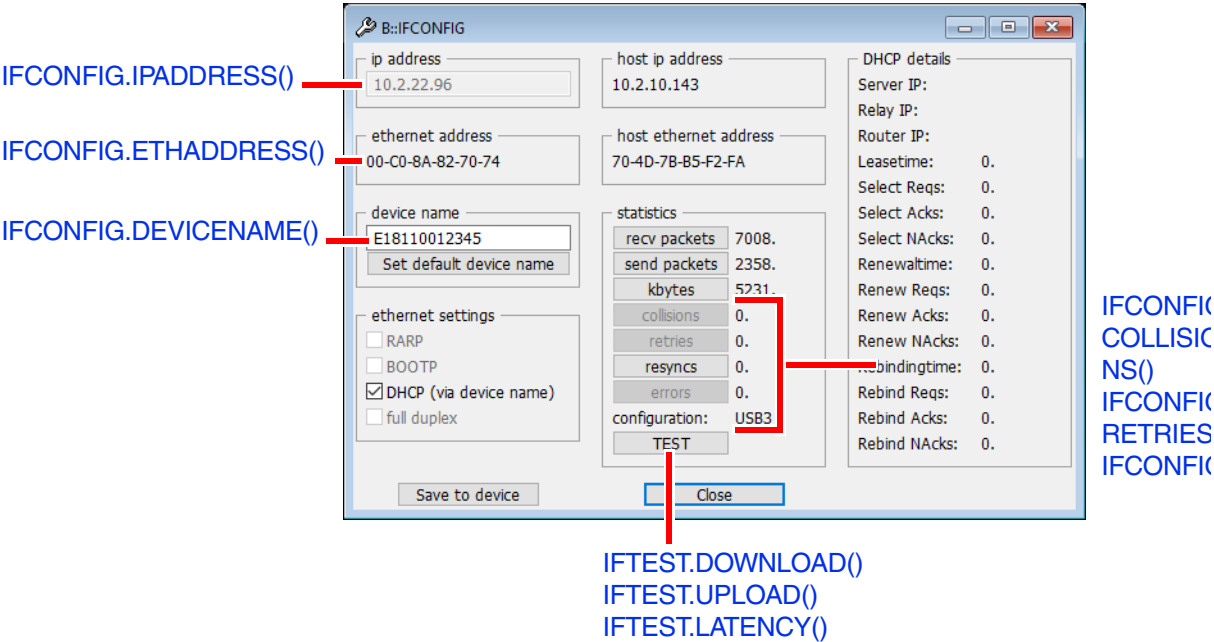 B::IFCONFIG
IFCONFIG.IPADDRESS()
IFCONFIG.ETHADDRESS()
IFCONFIG.DEVICENAME()
ip address
10.2.22.96
ethernet address
00-C0-8A-82-70-74
device name
E18110012345
Set default device name
ethernet settings
RARP
BOOTP
DHCP (via device name)
full duplex
Save to device
host ip address
10.2.10.143
host ethernet address
70-4D-7B-B5-F2-FA
statistics
recv packets 7008.
send packets 2358.
kbytes 5231.
collisions 0.
retries 0.
resyncs 0.
errors 0.
configuration: USB3
TEST
Close
DHCP details
Server IP:
Relay IP:
Router IP:
Leasetime: 0.
Select Reqs: 0.
Select Acks: 0.
Select NAcks: 0.
Renewaltime: 0.
Renew Reqs: 0.
Renew Acks: 0.
Renew NAcks: 0.
Rebindingtime: 0.
Rebind Reqs: 0.
Rebind Acks: 0.
Rebind NAcks: 0.
NS()
RETRIES
IFTEST.DOWNLOAD()
IFTEST.UPLOAD()
IFTEST.LATENCY()